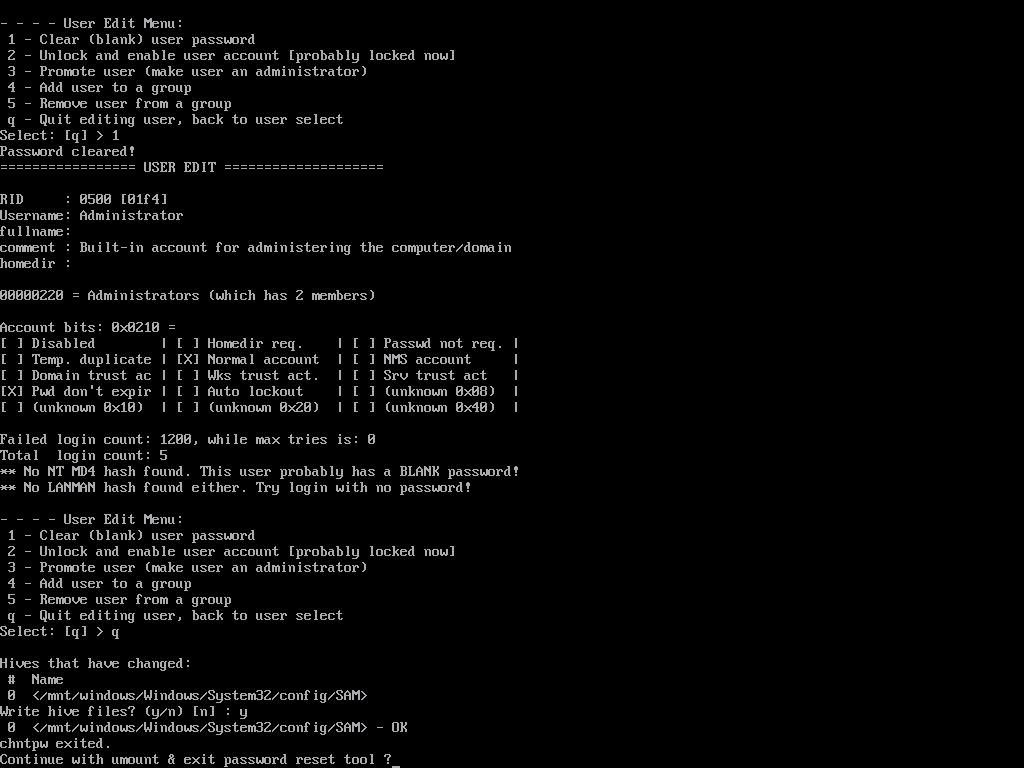 - - - - User Edit Menu:
 1 - Clear (blank) user password
 2 - Unlock and enable user account [probably locked now]
 3 - Promote user (make user an administrator)
 4 - Add user to a group
 5 - Remove user from a group
 q - Quit editing user, back to user select
Select: [q] > 1
Password cleared!
================= USER EDIT ====================

RID     : 0500 [01f4]
Username: Administrator
fullname:
comment : Built-in account for administering the computer/domain
homedir :

00000220 = Administrators (which has 2 members)

Account bits: 0x0210 =
[ ] Disabled        | [ ] Homedir req.    | [ ] Passwd not req. |
[ ] Temp. duplicate | [X] Normal account  | [ ] NMS account     |
[ ] Domain trust ac | [ ] Wks trust act.  | [ ] Srv trust act   |
[X] Pwd don't expir | [ ] Auto lockout    | [ ] (unknown 0x08)  |
[ ] (unknown 0x10)  | [ ] (unknown 0x20)  | [ ] (unknown 0x40)  |

Failed login count: 1200, while max tries is: 0
Total  login count: 5
** No NT MD4 hash found. This user probably has a BLANK password!
** No LANMAN hash found either. Try login with no password!

- - - - User Edit Menu:
 1 - Clear (blank) user password
 2 - Unlock and enable user account [probably locked now]
 3 - Promote user (make user an administrator)
 4 - Add user to a group
 5 - Remove user from a group
 q - Quit editing user, back to user select
Select: [q] > q

Hives that have changed:
 #  Name
 0  </mnt/windows/Windows/System32/config/SAM>
Write hive files? (y/n) [n] : y
 0  </mnt/windows/Windows/System32/config/SAM> - OK
chntpw exited.
Continue with umount & exit password reset tool ?_